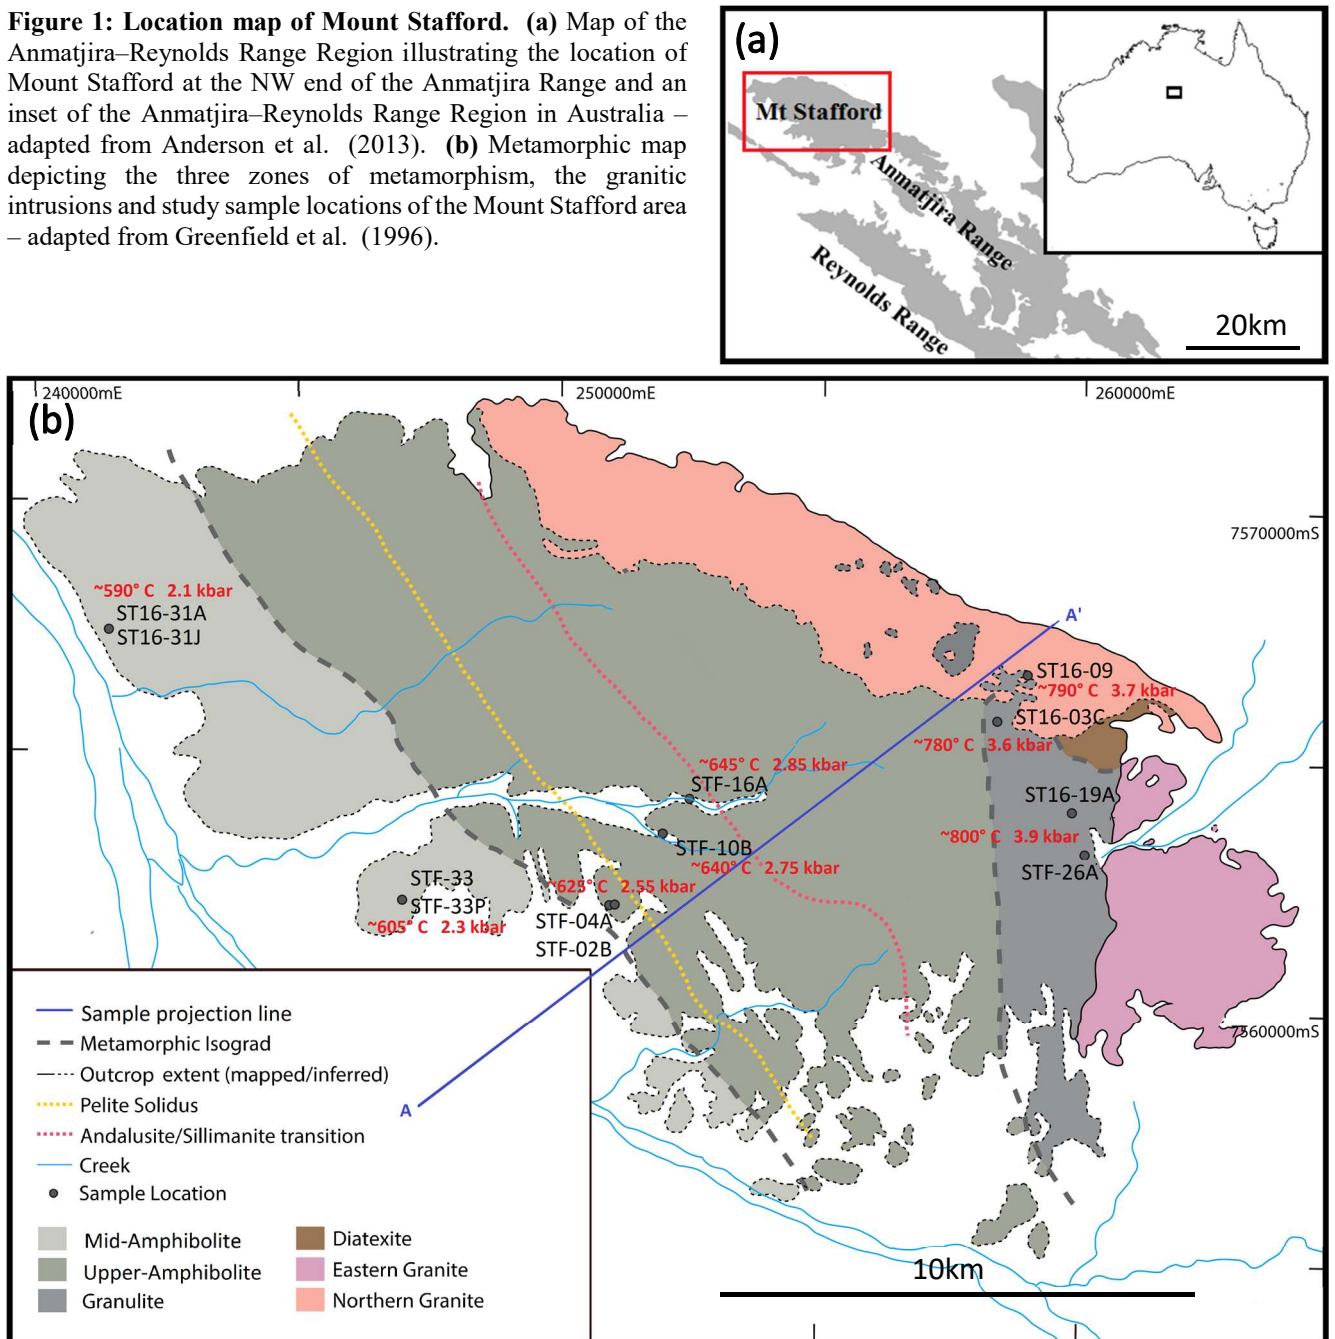 Figure 1: Location map of Mount Stafford. (a) Map of the
Anmatjira–Reynolds Range Region illustrating the location of
Mount Stafford at the NW end of the Anmatjira Range and an
inset of the Anmatjira–Reynolds Range Region in Australia –
adapted from Anderson et al. (2013). (b) Metamorphic map
depicting the three zones of metamorphism, the granitic
intrusions and study sample locations of the Mount Stafford area
– adapted from Greenfield et al. (1996).
(a)
Mt Stafford
Anmatjira Range
Reynolds Range
20km
(b)
240000mE
250000mE
260000mE
7570000mS
~590° C 2.1 kbar
ST16-31A
ST16-31J
A'
ST16-09
~790° C 3.7 kbar
ST16-03C
~780° C 3.6 kbar
~645° C 2.85 kbar
STF-16A
ST16-19A
~800° C 3.9 kbar
STF-10B
~640° C 2.75 kbar
STF-26A
STF-33
STF-33P
~605° C 2.3 kbar
~625° C 2.55 kbar
STF-04A
STF-02B
7560000mS
A
Sample projection line
Metamorphic Isograd
Outcrop extent (mapped/inferred)
Pelite Solidus
Andalusite/Sillimanite transition
Creek
Sample Location
Mid-Amphibolite
Upper-Amphibolite
Granulite
Diatexite
Eastern Granite
Northern Granite
10km